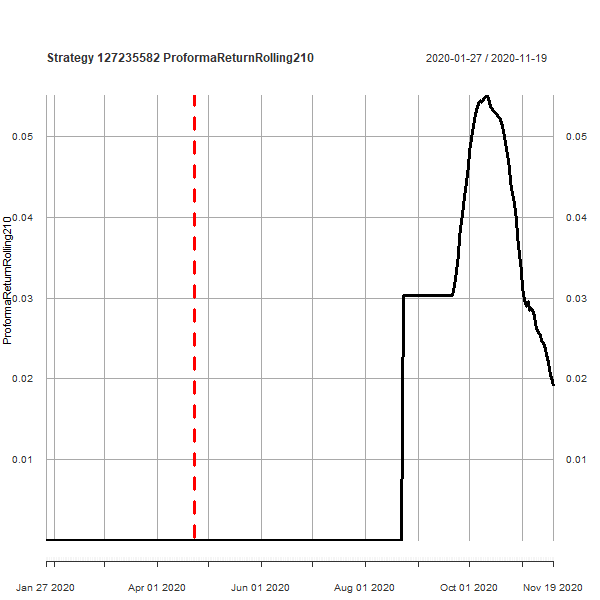 Strategy 127235582 ProformaReturnRolling210
2020-01-27 / 2020-11-19
ProformaReturnRolling210
0.05
0.05
0.04
0.04
0.03
0.03
0.02
0.02
0.01
0.01
Jan 27 2020
Apr 01 2020
Jun 01 2020
Aug 01 2020
Oct 01 2020
Nov 19 2020